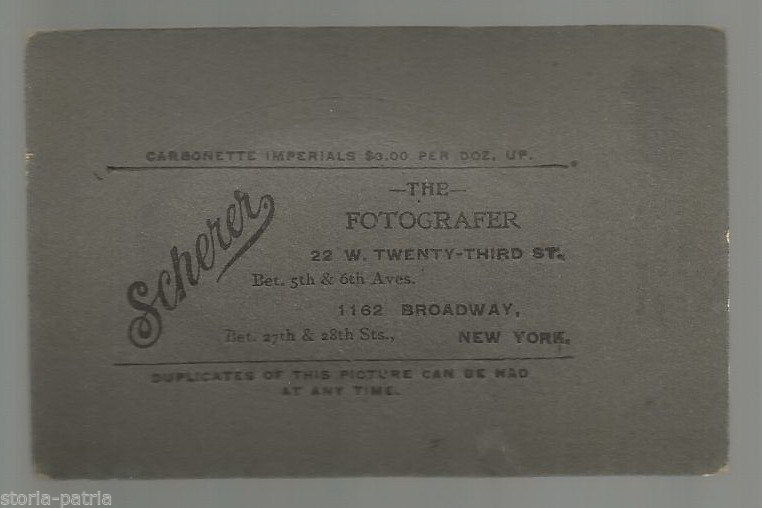 CARBONETTE IMPERIALS $3.00 PER DOZ. UP.
Scherer
—THE—
FOTOGRAFER
22 W. TWENTY-THIRD ST.
Bet. 5th & 6th Aves.
1162 BROADWAY,
Bet. 27th & 28th Sts., NEW YORK.
DUPLICATES OF THIS PICTURE CAN BE HAD
AT ANY TIME.
storia-patria